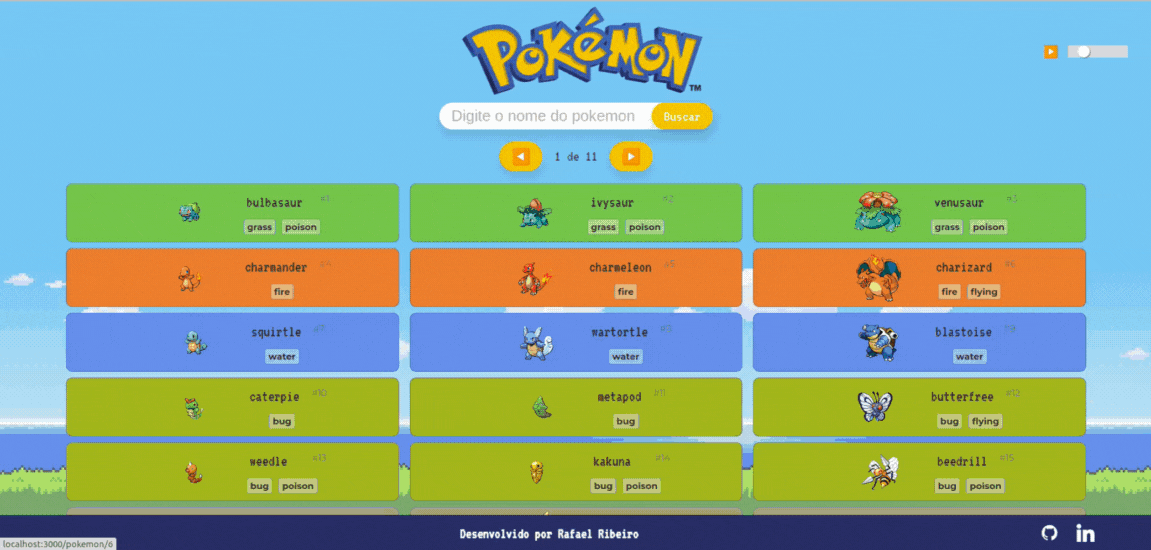 POKÉMON TM
Digite o nome do pokemon Buscar
1 de 11
bulbasaur #1
grass poison
ivysaur #2
grass poison
venusaur #3
grass poison
charmander #4
fire
charmeleon #5
fire
charizard #6
fire flying
squirtle #7
water
wartortle #8
water
blastoise #9
water
caterpie #10
bug
metapod #11
bug
butterfree #12
bug flying
weedle #13
bug poison
kakuna #14
bug poison
beedrill #15
bug poison
Desenvolvido por Rafael Ribeiro
in
localhost:3000/pokemon/6